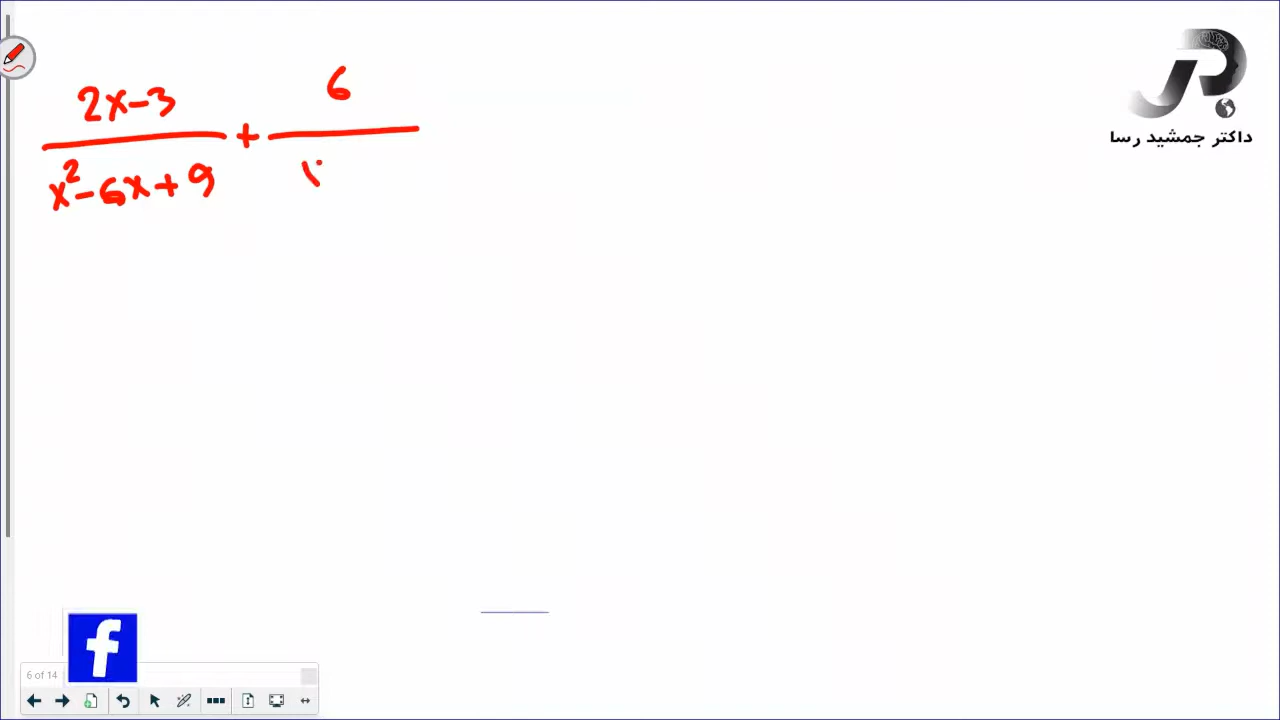 2x-3 / x²-6x+9 + 6 /
داکتر جمشید رسا
6 of 14